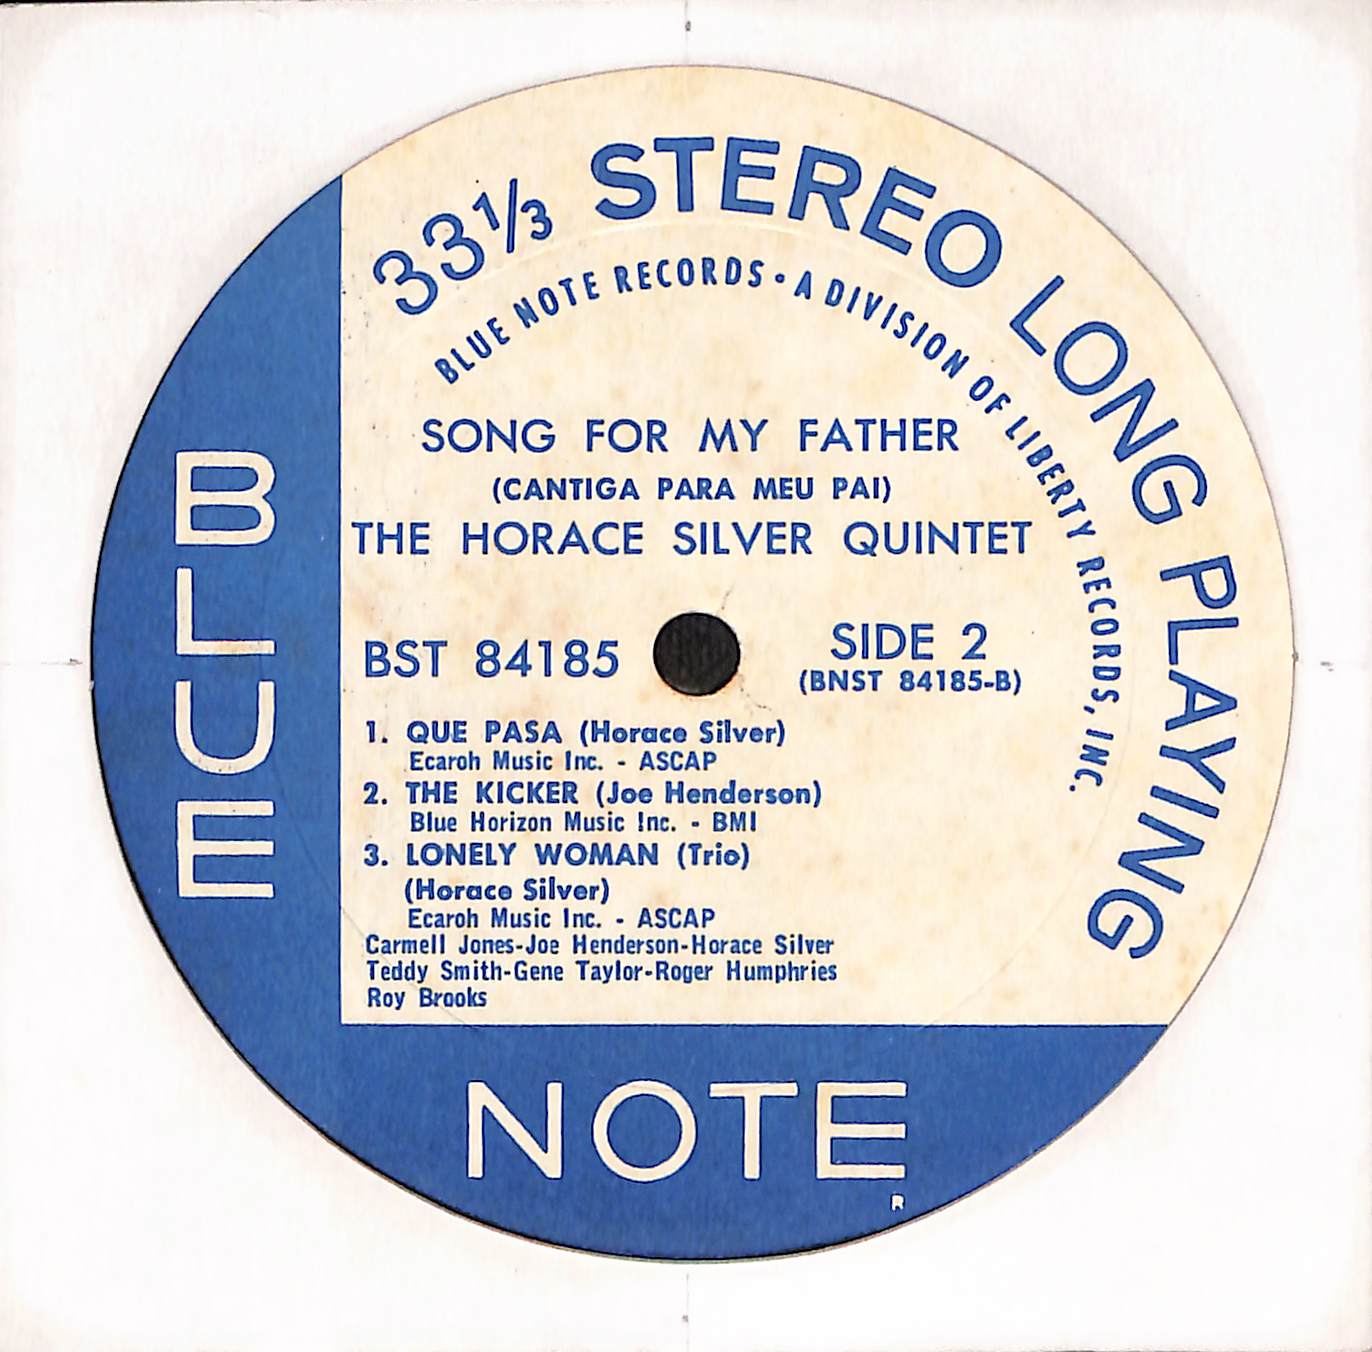 33⅓ STEREO LONG PLAYING
BLUE NOTE RECORDS • A DIVISION OF LIBERTY RECORDS, INC.
SONG FOR MY FATHER
(CANTIGA PARA MEU PAI)
THE HORACE SILVER QUINTET
BST 84185
SIDE 2
(BNST 84185-B)
1. QUE PASA (Horace Silver)
Ecaroh Music Inc. - ASCAP
2. THE KICKER (Joe Henderson)
Blue Horizon Music Inc. - BMI
3. LONELY WOMAN (Trio)
(Horace Silver)
Ecaroh Music Inc. - ASCAP
Carmell Jones-Joe Henderson-Horace Silver
Teddy Smith-Gene Taylor-Roger Humphries
Roy Brooks
BLUE
NOTE
R